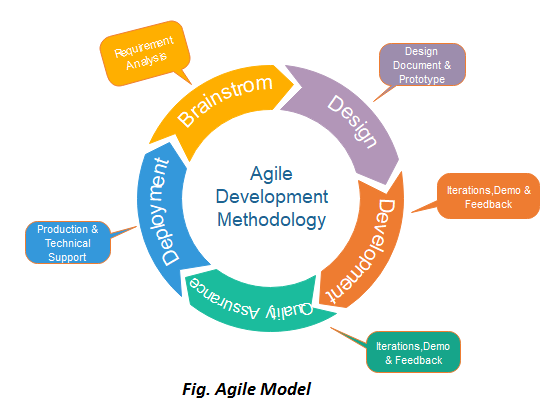 Requirement
Analysis
Brainstrom
Design
Design
Document &
Prototype
Agile
Development
Methodology
Development
Iterations,Demo &
Feedback
Deployment
Production &
Technical
Support
Quality Assurance
Iterations,Demo
& Feedback
Fig. Agile Model